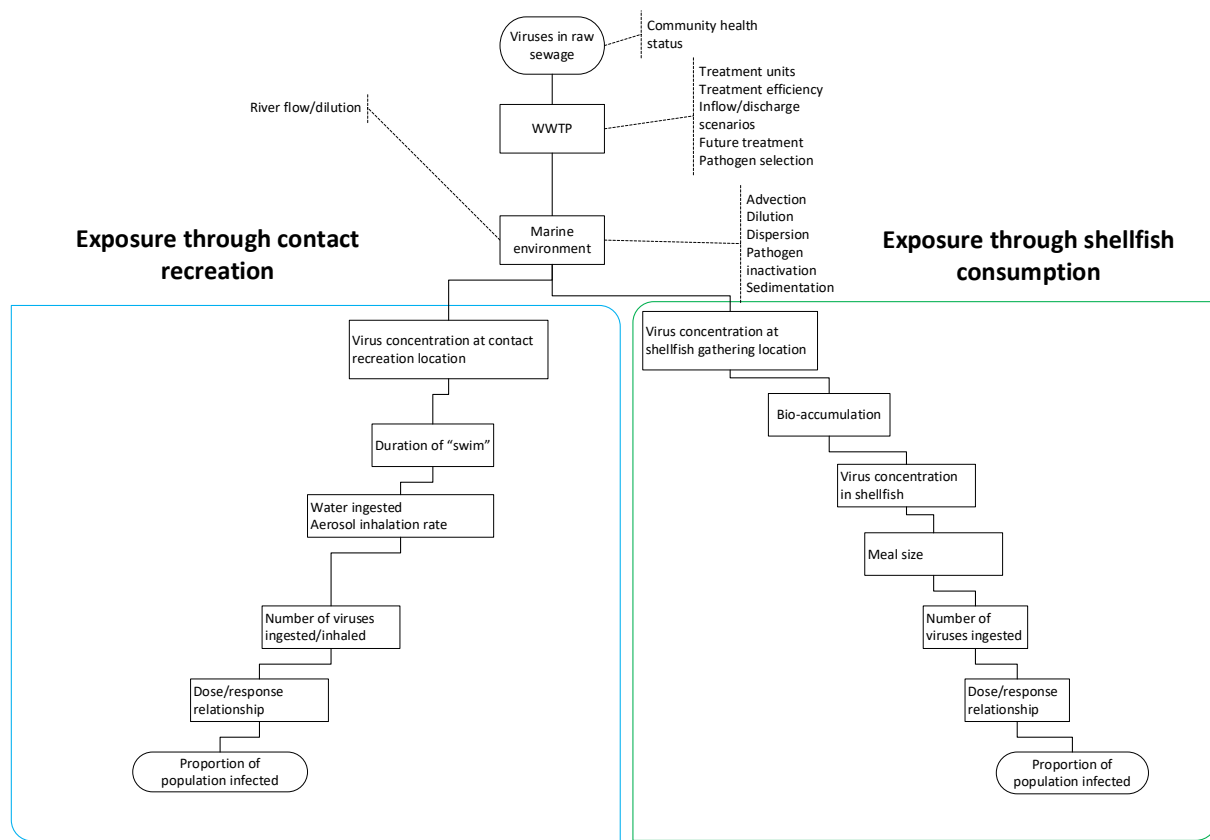 Viruses in raw
sewage
Community health
status
Treatment units
Treatment efficiency
Inflow/discharge
scenarios
Future treatment
Pathogen selection
River flow/dilution
WWTP
Advection
Dilution
Dispersion
Pathogen
inactivation
Sedimentation
Marine
environment
Exposure through contact
recreation
Exposure through shellfish
consumption
Virus concentration at contact
recreation location
Duration of “swim”
Water ingested
Aerosol inhalation rate
Number of viruses
ingested/inhaled
Dose/response
relationship
Proportion of
population infected
Virus concentration at
shellfish gathering location
Bio-accumulation
Virus concentration
in shellfish
Meal size
Number of
viruses ingested
Dose/response
relationship
Proportion of
population infected